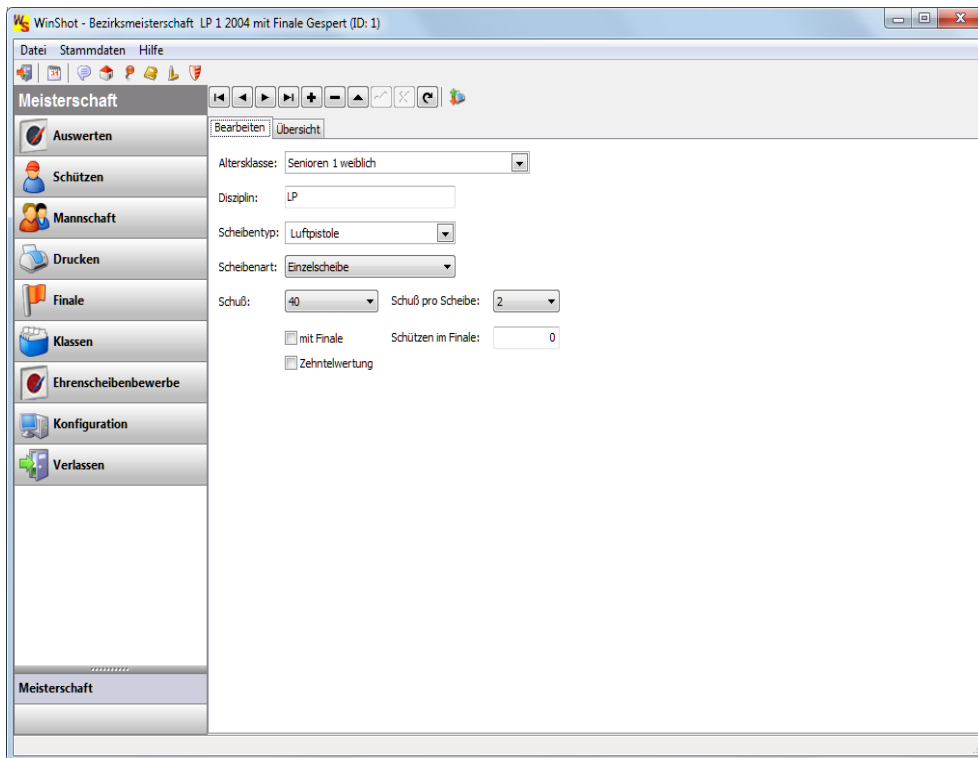 WinShot - Bezirksmeisterschaft LP 1 2004 mit Finale Gespert (ID: 1)
Datei Stammdaten Hilfe
Meisterschaft
Auswerten
Schützen
Mannschaft
Drucken
Finale
Klassen
Ehrenscheibenbewerbe
Konfiguration
Verlassen
Meisterschaft
Bearbeiten Übersicht
Altersklasse: Senioren 1 weiblich
Disziplin: LP
Scheibentyp: Luftpistole
Scheibenart: Einzelscheibe
Schuß: 40 Schuß pro Scheibe: 2
mit Finale Schützen im Finale: 0
Zehntelwertung